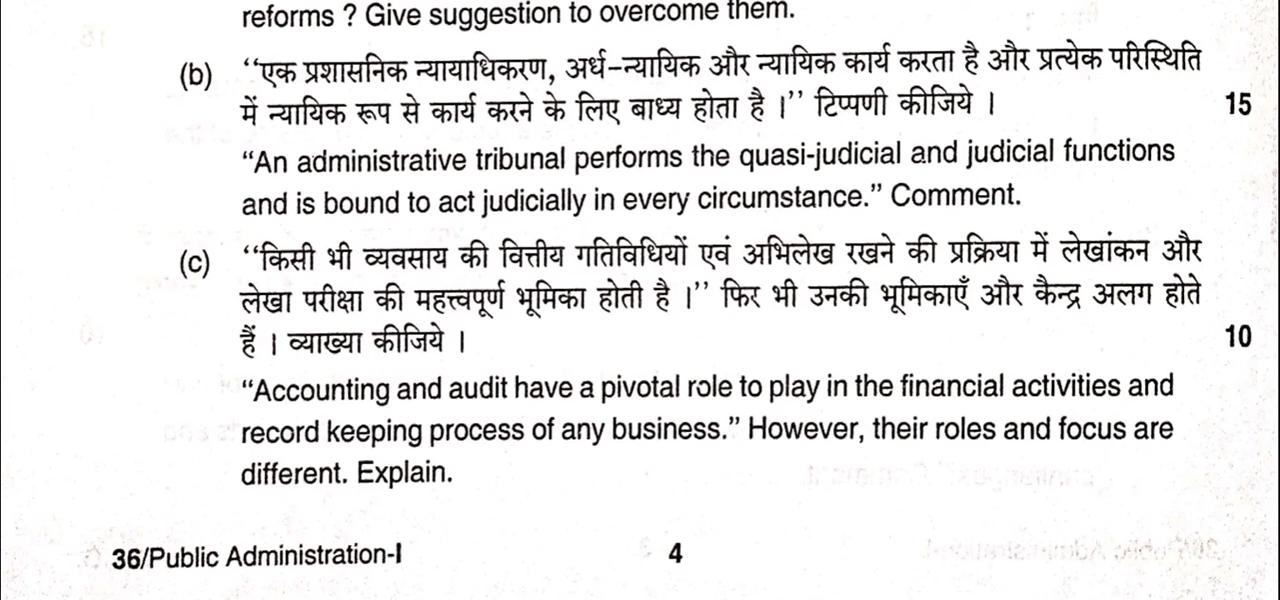 reforms ? Give suggestion to overcome them.
(b) ‘‘एक प्रशासनिक न्यायाधिकरण, अर्ध-न्यायिक और न्यायिक कार्य करता है और प्रत्येक परिस्थिति
में न्यायिक रूप से कार्य करने के लिए बाध्य होता है ।’’ टिप्पणी कीजिये । 15
“An administrative tribunal performs the quasi-judicial and judicial functions
and is bound to act judicially in every circumstance.” Comment.
(c) ‘‘किसी भी व्यवसाय की वित्तीय गतिविधियों एवं अभिलेख रखने की प्रक्रिया में लेखांकन और
लेखा परीक्षा की महत्त्वपूर्ण भूमिका होती है ।’’ फिर भी उनकी भूमिकाएँ और कैन्द्र अलग होते
हैं । व्याख्या कीजिये । 10
“Accounting and audit have a pivotal role to play in the financial activities and
record keeping process of any business.” However, their roles and focus are
different. Explain.
36/Public Administration-I 4